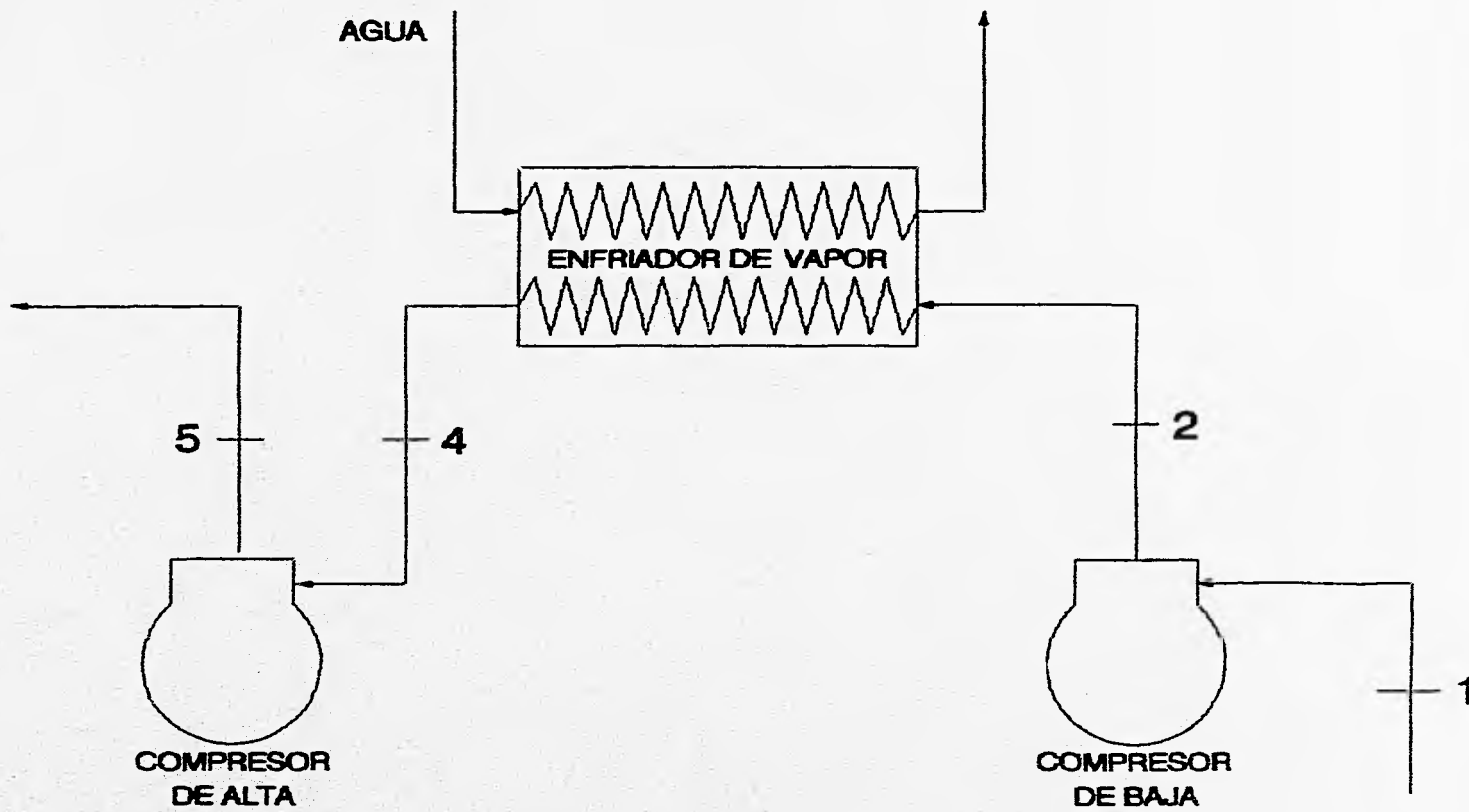 AGUA
ENFRIADOR DE VAPOR
5
4
2
1
COMPRESOR
DE ALTA
COMPRESOR
DE BAJA